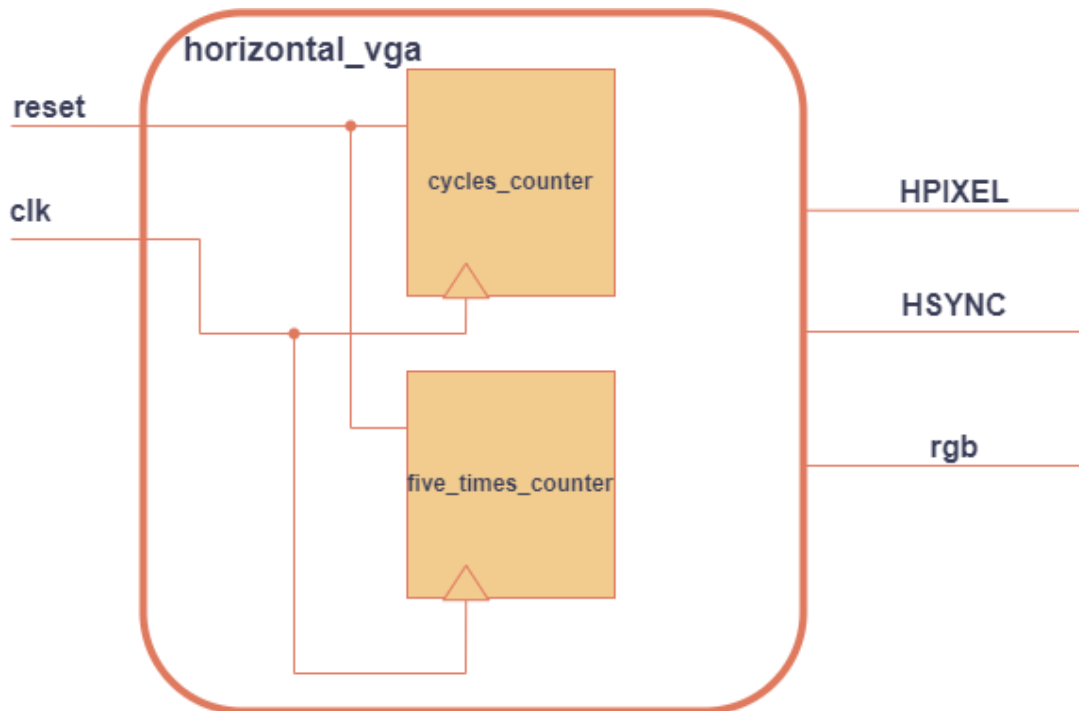 horizontal_vga
reset
cycles_counter
clk
HPIXEL
HSYNC
rgb
five_times_counter